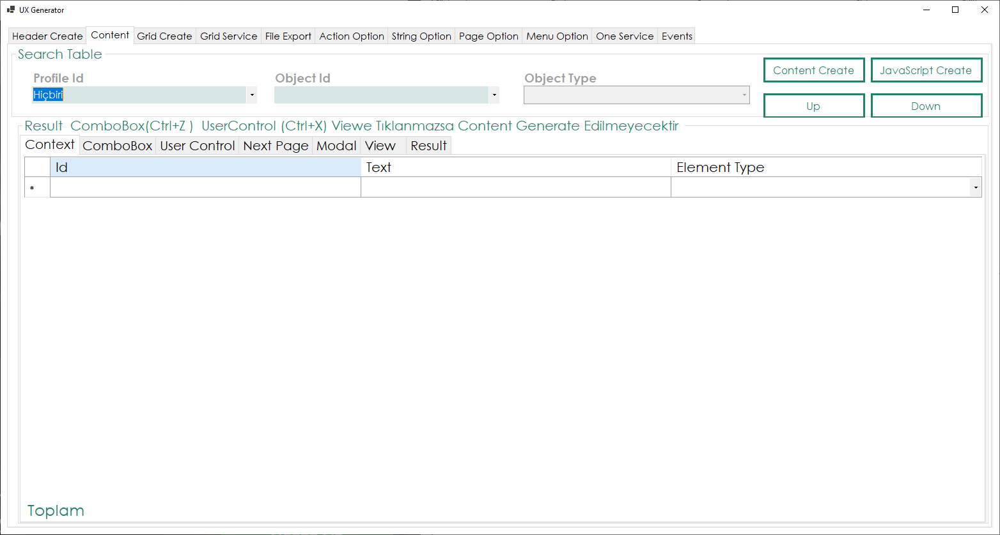 UX Generator
Header Create Content Grid Create Grid Service File Export Action Option String Option Page Option Menu Option One Service Events
Search Table
Profile Id Object Id Object Type
Hiçbiri
Content Create JavaScript Create
Up Down
Result ComboBox(Ctrl+Z ) UserControl (Ctrl+X) Viewe Tıklanmazsa Content Generate Edilmeyecektir
Context ComboBox User Control Next Page Modal View Result
Id Text Element Type
*
Toplam